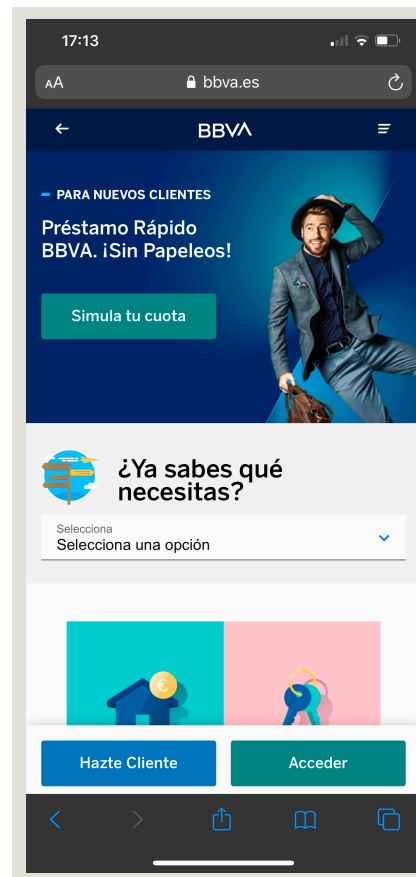 17:13
AA
bbva.es
BBVA
PARA NUEVOS CLIENTES
Préstamo Rápido
BBVA. ¡Sin Papeleos!
Simula tu cuota
¿Ya sabes qué
necesitas?
Selecciona
Selecciona una opción
€
Hazte Cliente
Acceder